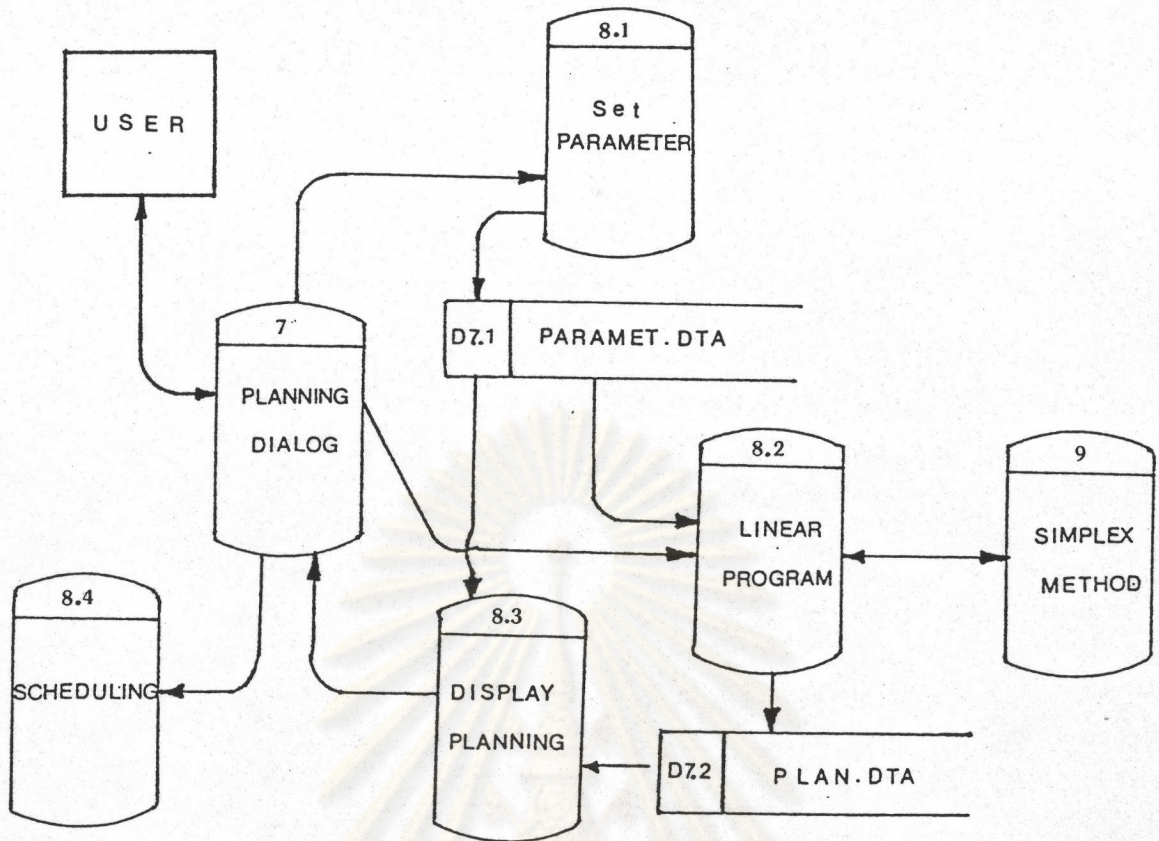 8.1
Set
PARAMETER
USER
7
PLANNING
DIALOG
D7.1 PARAMET.DTA
8.2
LINEAR
PROGRAM
9
SIMPLEX
METHOD
8.4
SCHEDULING
8.3
DISPLAY
PLANNING
D7.2 PLAN.DTA